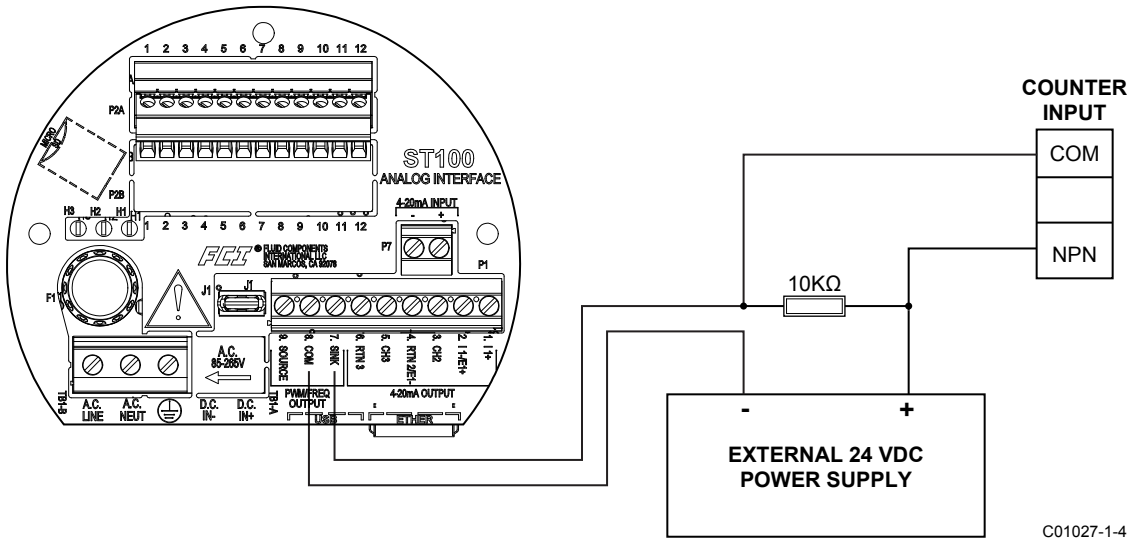 1 2 3 4 5 6 7 8 9 10 11 12
P2A
MICRO
SD
ST100
ANALOG INTERFACE
P2B
4-20mA INPUT
- +
H3 H2 H1
1 2 3 4 5 6 7 8 9 10 11 12
P7
FCI ® FLUID COMPONENTS
INTERNATIONAL LLC
SAN MARCOS, CA 92078
P1
F1
J1
J1
A.C.
85-265V
9. SOURCE
8. COM
7. SINK
6. RTN 3
5. CH3
4. RTN 2/E1-
3. CH2
2. I1-/E1+
1. I1+
TB1-B
A.C.
LINE
A.C.
NEUT
D.C.
IN-
D.C.
IN+
TB1-A
PWM/FREQ
OUTPUT
4-20mA OUTPUT
USB
ETHER
COUNTER
INPUT
COM
NPN
10KΩ
- +
EXTERNAL 24 VDC
POWER SUPPLY
C01027-1-4